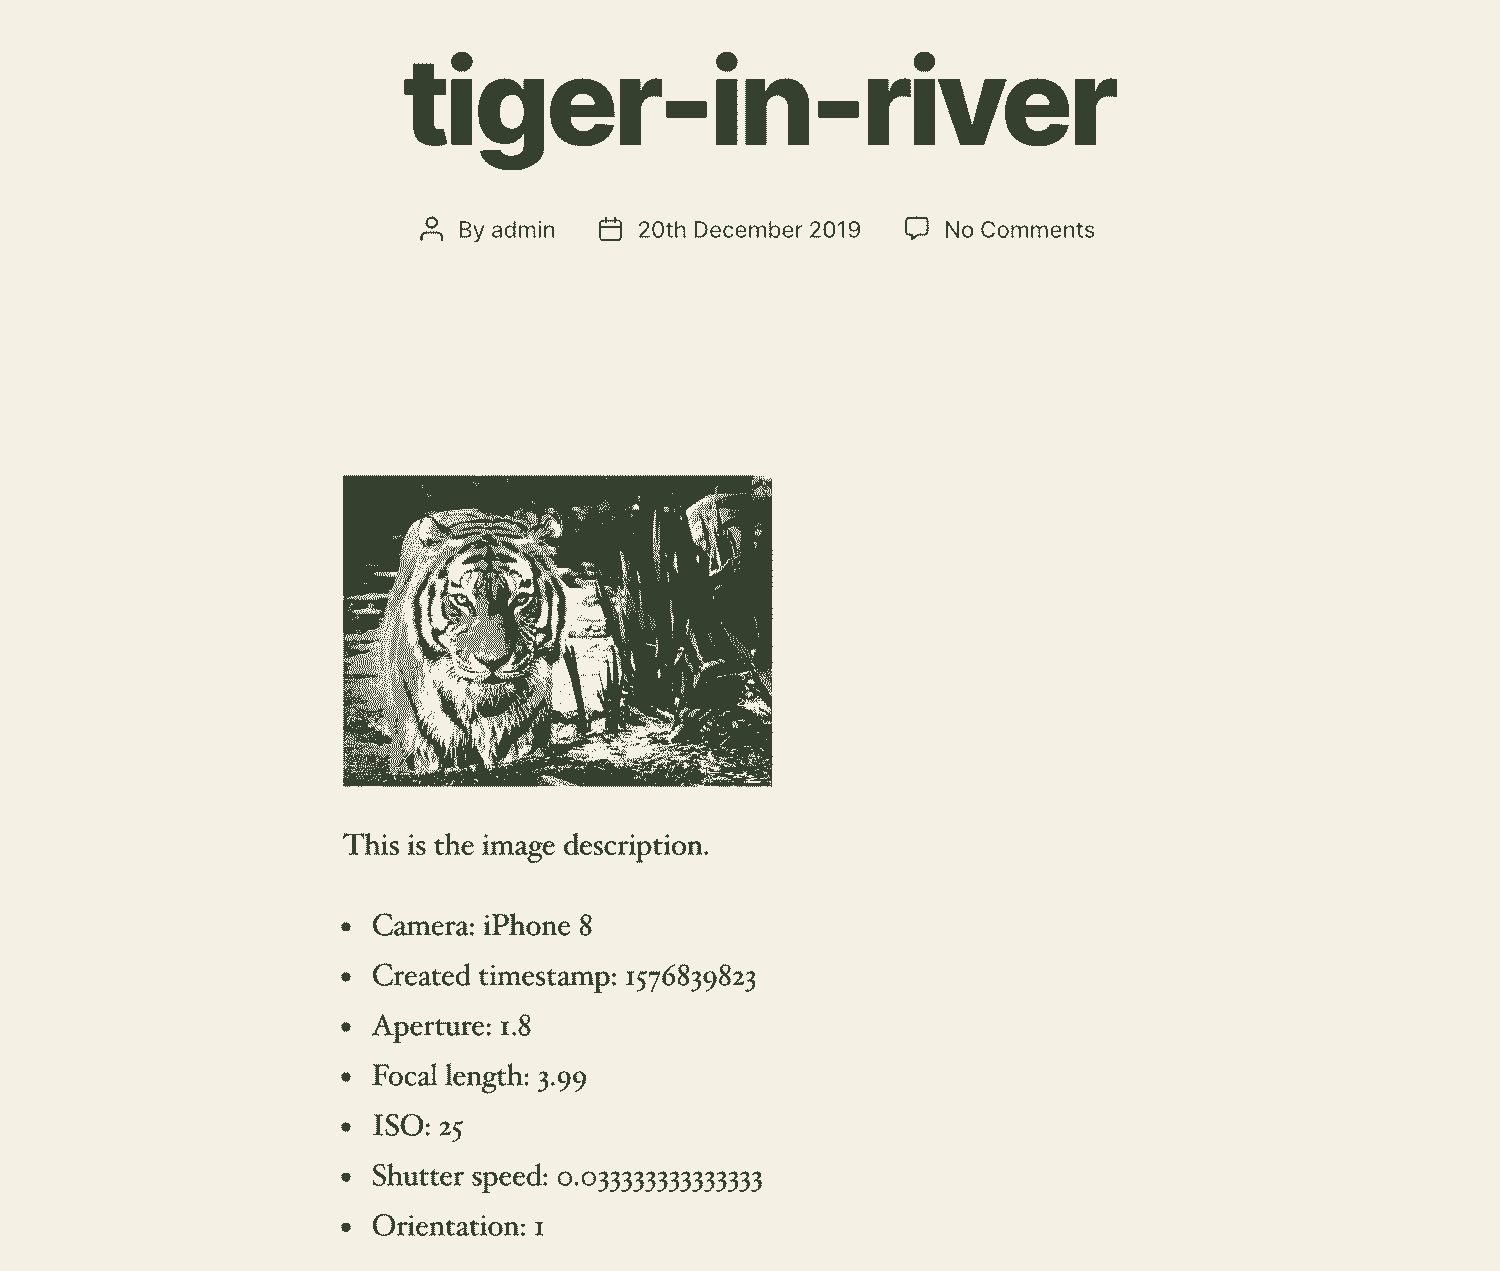 tiger-in-river
By admin 20th December 2019 No Comments
This is the image description.
• Camera: iPhone 8
• Created timestamp: 1576839823
• Aperture: 1.8
• Focal length: 3.99
• ISO: 25
• Shutter speed: 0.033333333333333
• Orientation: 1